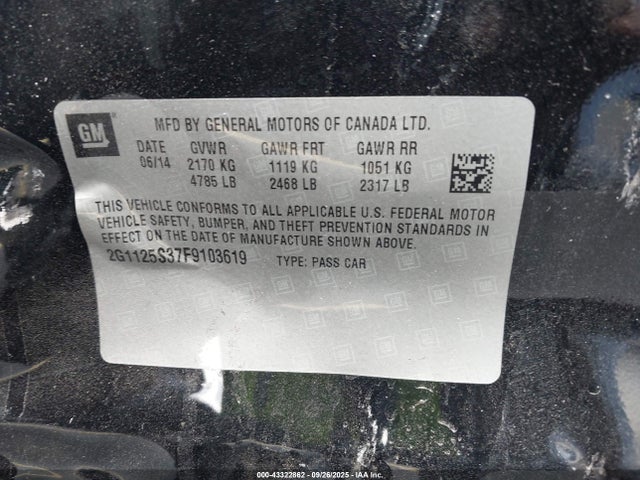 GM
MFD BY GENERAL MOTORS OF CANADA LTD.
DATE GVWR GAWR FRT GAWR RR
06/14 2170 KG 1119 KG 1051 KG
4785 LB 2468 LB 2317 LB
THIS VEHICLE CONFORMS TO ALL APPLICABLE U.S. FEDERAL MOTOR
VEHICLE SAFETY, BUMPER, AND THEFT PREVENTION STANDARDS IN
EFFECT ON THE DATE OF MANUFACTURE SHOWN ABOVE.
2G1125S37F9103619 TYPE: PASS CAR
000-43322862 (09/26/2025) IAA Inc.